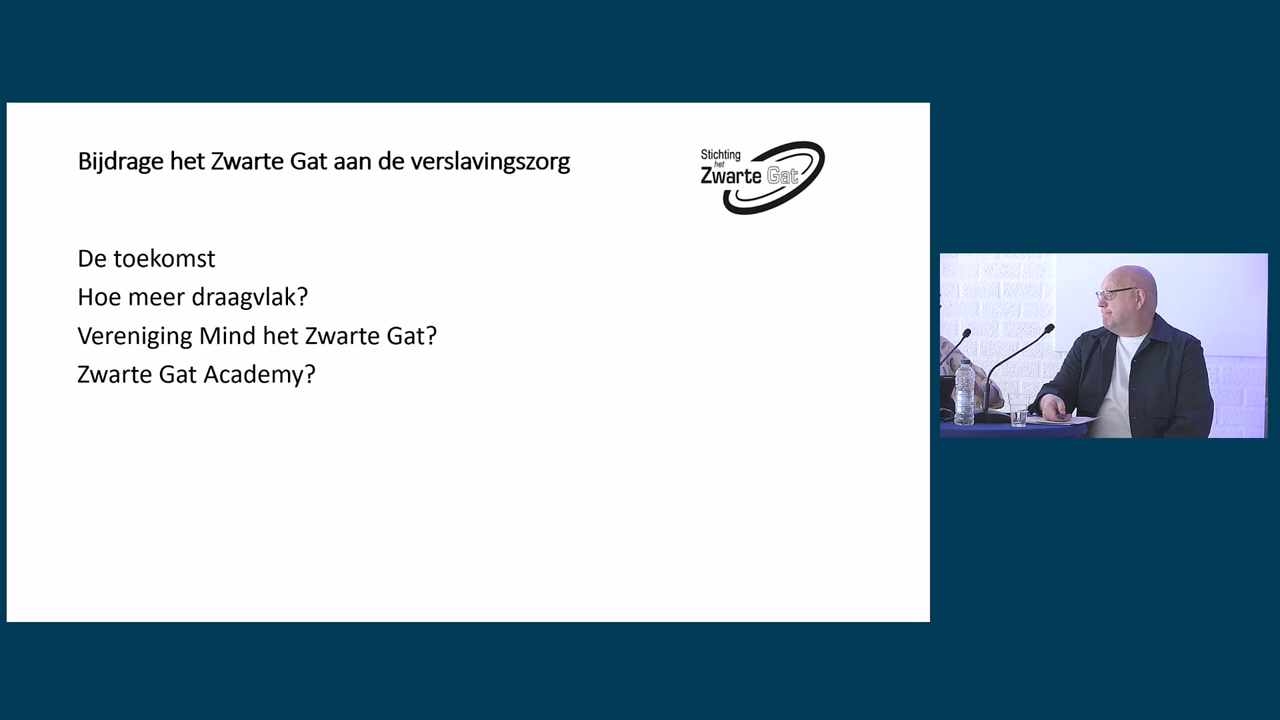 Bijdrage het Zwarte Gat aan de verslavingszorg
Stichting
het
Zwarte Gat
De toekomst
Hoe meer draagvlak?
Vereniging Mind het Zwarte Gat?
Zwarte Gat Academy?